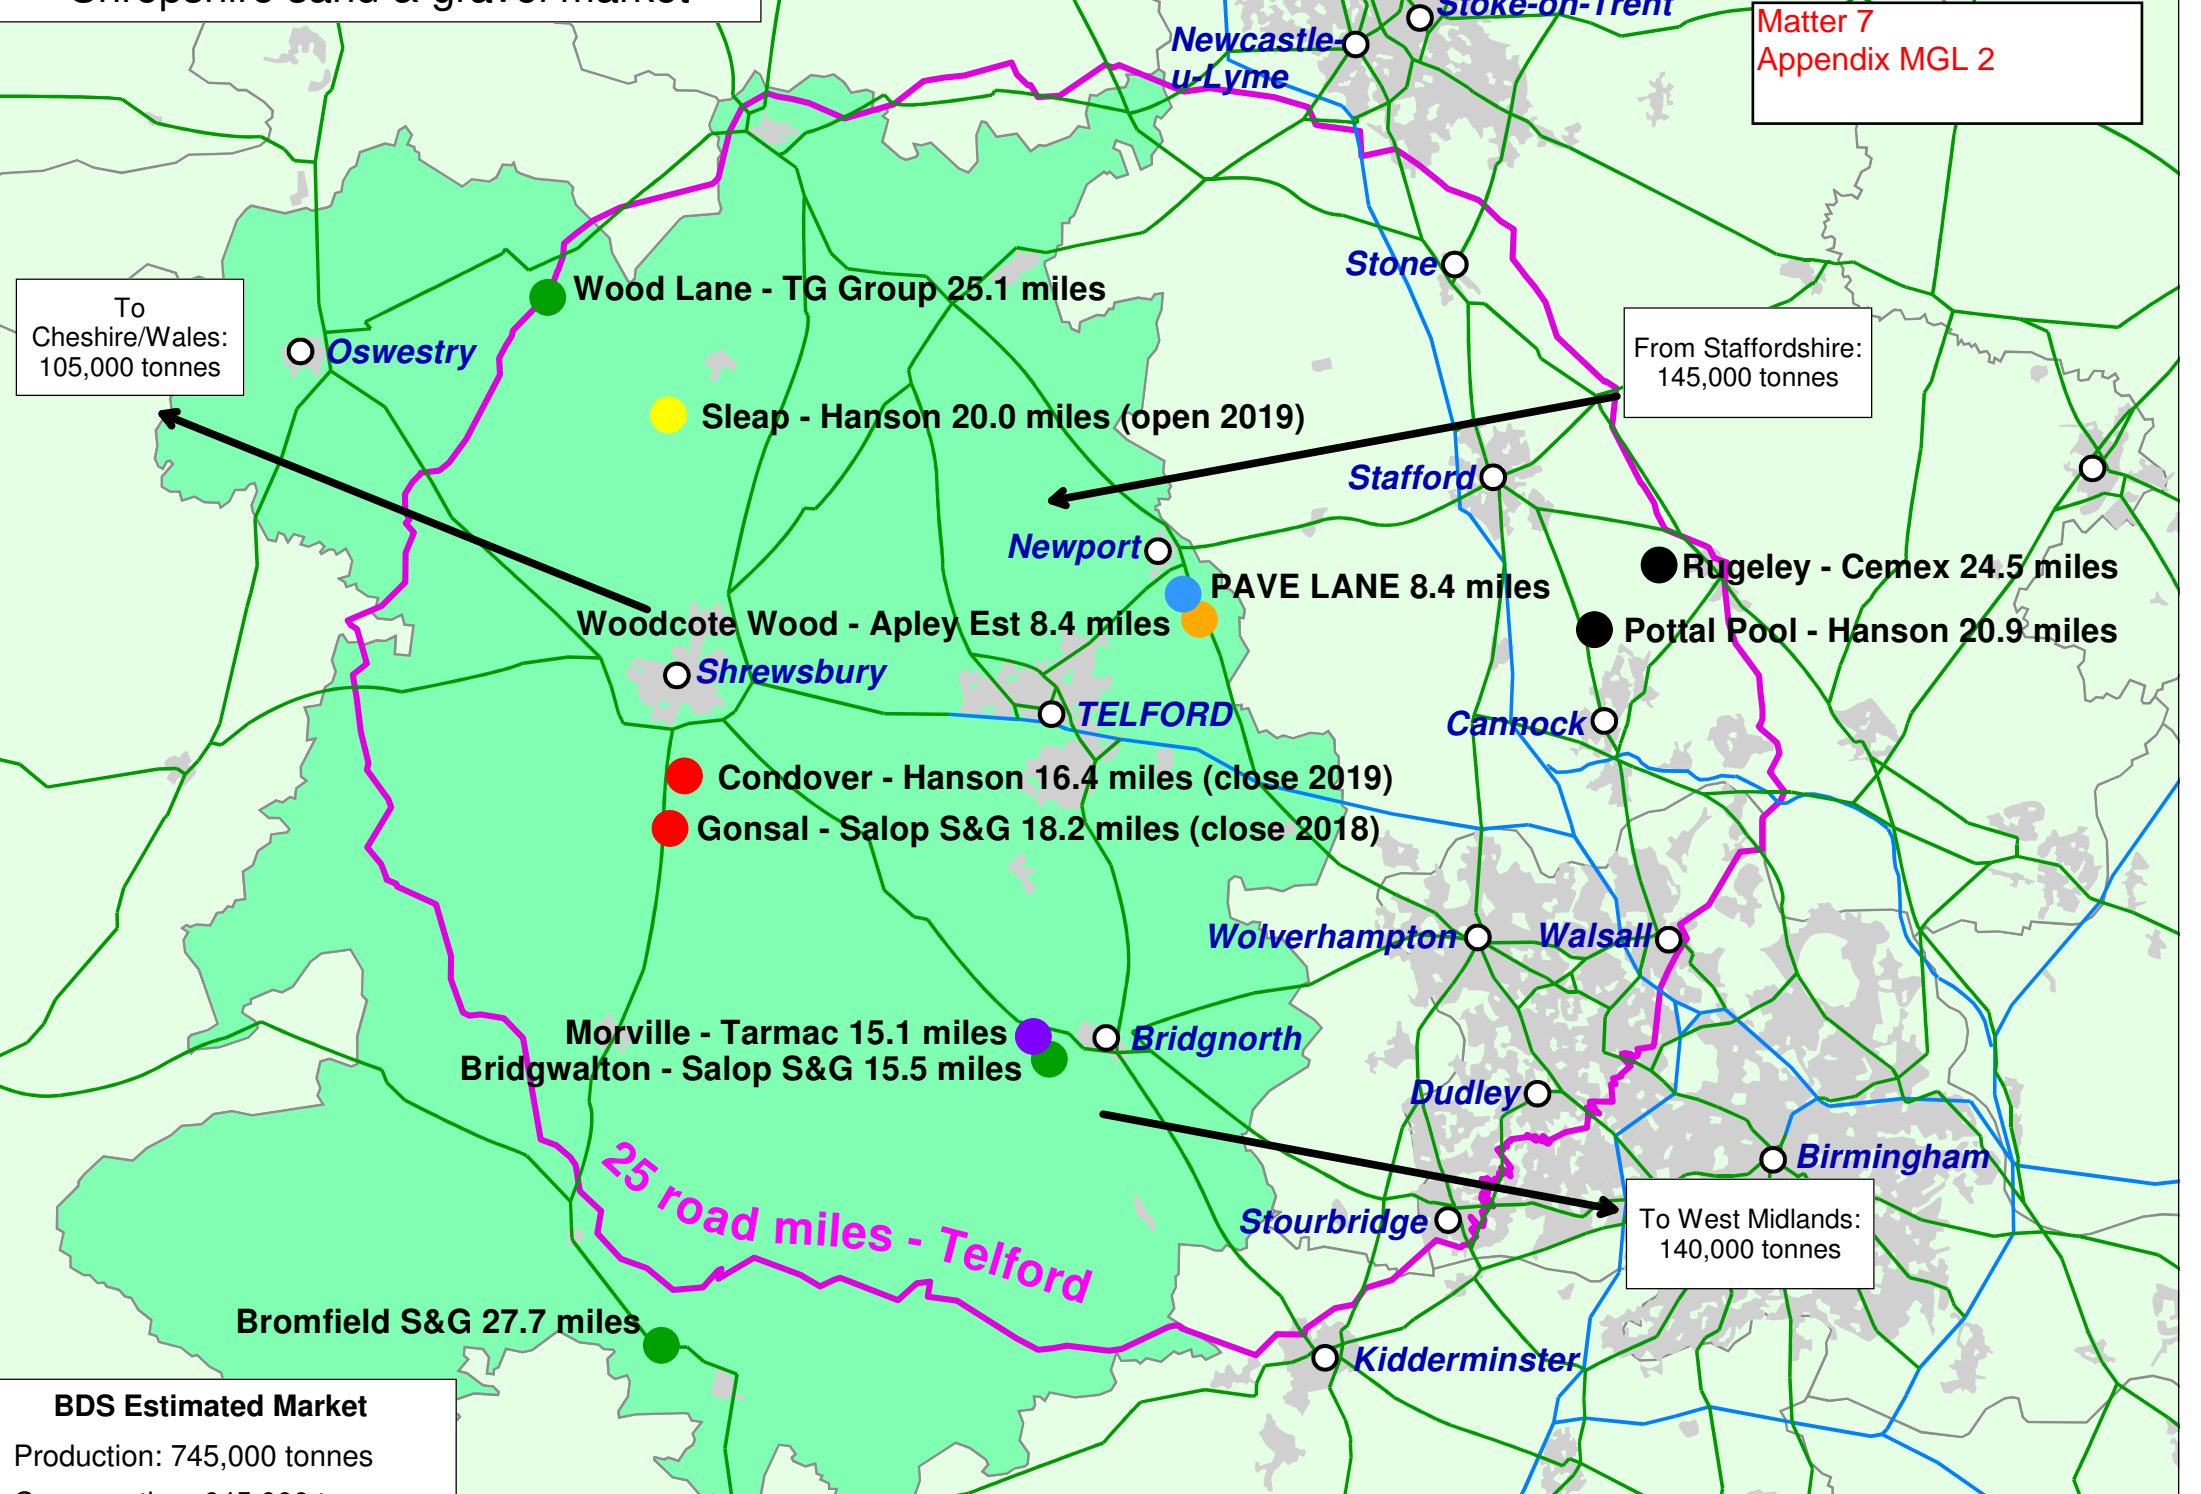 Shropshire sand & gravel market
Stoke-on-Trent
Matter 7
Appendix MGL 2
Newcastle-
u-Lyme
Stone
Wood Lane - TG Group 25.1 miles
To
Cheshire/Wales:
105,000 tonnes
Oswestry
From Staffordshire:
145,000 tonnes
Sleap - Hanson 20.0 miles (open 2019)
Stafford
Newport
Rugeley - Cemex 24.5 miles
PAVE LANE 8.4 miles
Woodcote Wood - Apley Est 8.4 miles
Pottal Pool - Hanson 20.9 miles
Shrewsbury
TELFORD
Cannock
Condover - Hanson 16.4 miles (close 2019)
Gonsal - Salop S&G 18.2 miles (close 2018)
Wolverhampton
Walsall
Morville - Tarmac 15.1 miles
Bridgnorth
Bridgwalton - Salop S&G 15.5 miles
Dudley
Birmingham
25 road miles - Telford
Stourbridge
To West Midlands:
140,000 tonnes
Bromfield S&G 27.7 miles
Kidderminster
BDS Estimated Market
Production: 745,000 tonnes